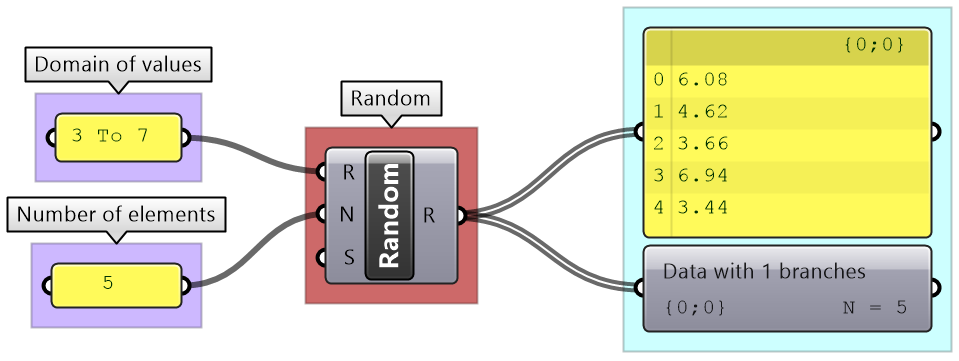 Domain of values
3 To 7
Number of elements
5
Random
R
N
S
Random
R
{0;0}
0 6.08
1 4.62
2 3.66
3 6.94
4 3.44
Data with 1 branches
{0;0} N = 5